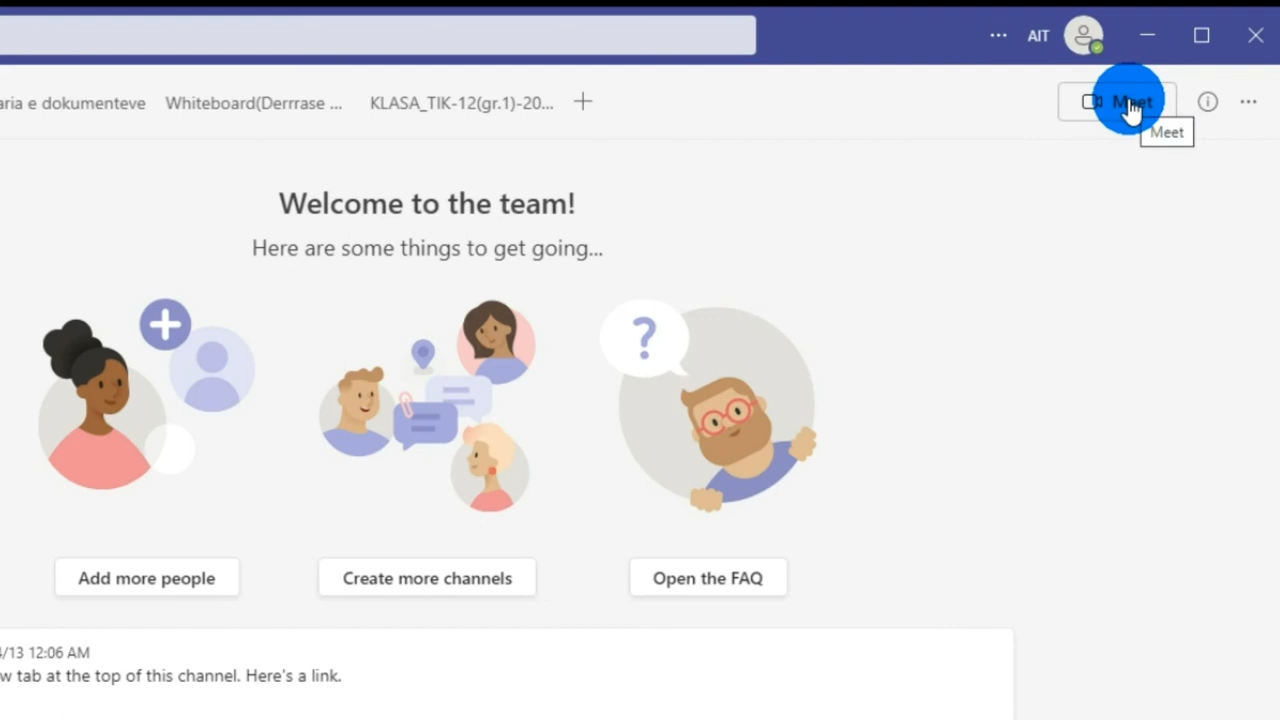 AIT
aria e dokumenteve Whiteboard(Derrrase ... KLASA_TIK-12(gr.1)-20...
Meet
Meet
Welcome to the team!
Here are some things to get going...
?
Add more people Create more channels Open the FAQ
/13 12:06 AM
w tab at the top of this channel. Here's a link.